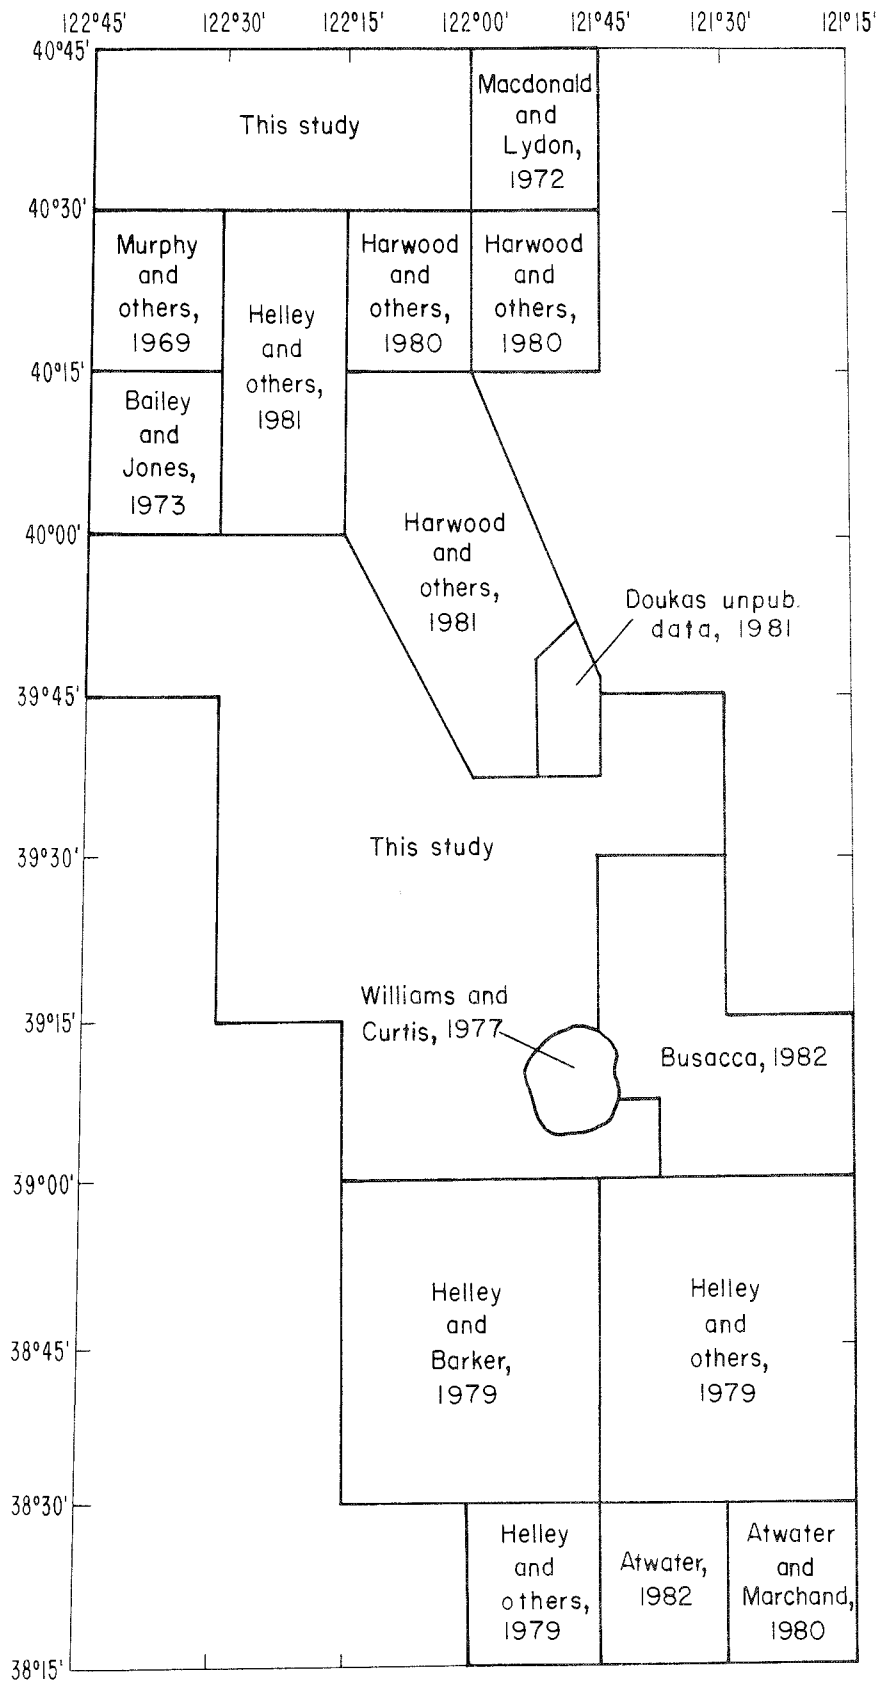 122°45' 122°30' 122°15' 122°00' 121°45' 121°30' 121°15'
40°45'
This study
Macdonald
and
Lydon,
1972
40°30'
Murphy
and
others,
1969
Helley
and
others,
1981
Harwood
and
others,
1980
Harwood
and
others,
1980
40°15'
Bailey
and
Jones,
1973
40°00'
Harwood
and
others,
1981
Doukas unpub.
data, 1981
39°45'
This study
39°30'
Williams and
Curtis, 1977
39°15'
Busacca, 1982
39°00'
Helley
and
Barker,
1979
Helley
and
others,
1979
38°45'
38°30'
Helley
and
others,
1979
Atwater,
1982
Atwater
and
Marchand,
1980
38°15'